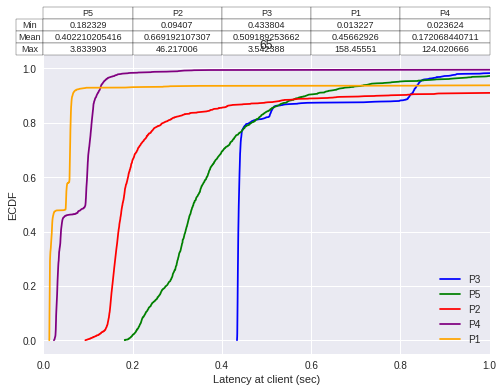 P5 P2 P3 P1 P4
Min 0.182329 0.09407 0.433804 0.013227 0.023624
Mean 0.402210205416 0.669192107307 0.509189253662 0.45662926 0.172068440711
Max 3.833903 46.217006 3.542388 158.45551 124.020666
65
1.0
0.8
0.6
0.4
0.2
0.0
ECDF
0.0 0.2 0.4 0.6 0.8 1.0
Latency at client (sec)
P3
P5
P2
P4
P1